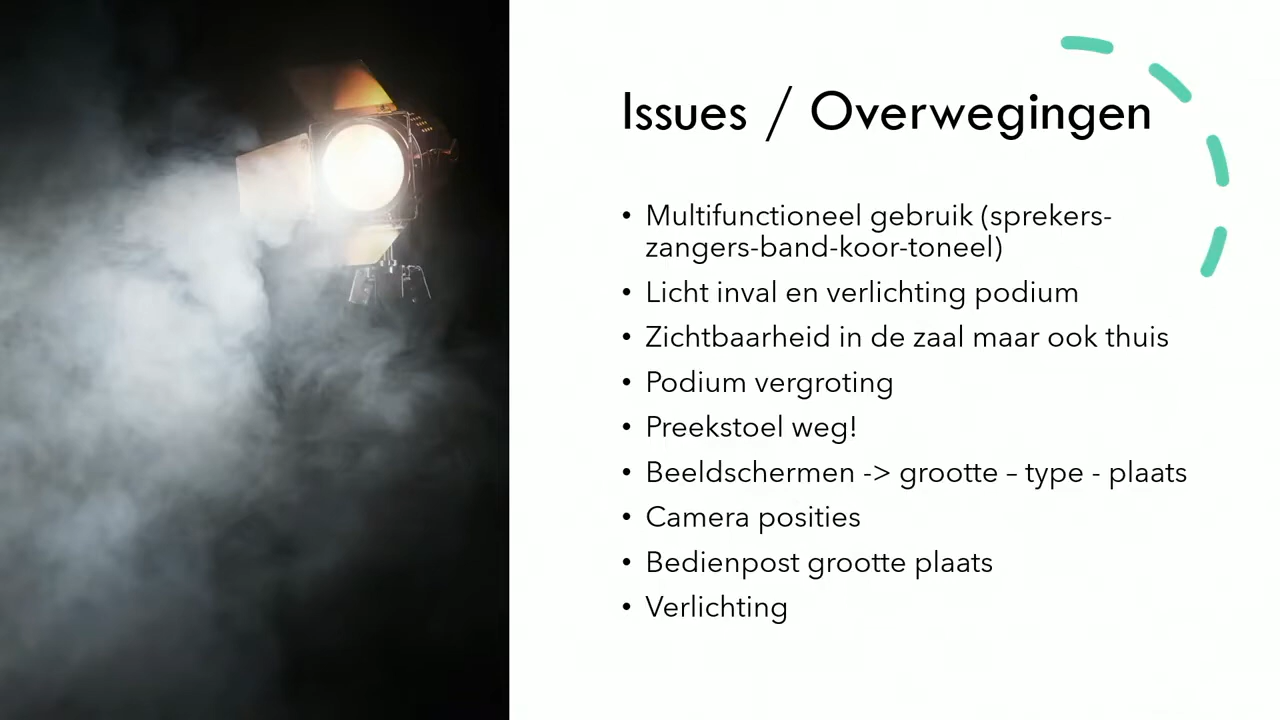 Issues / Overwegingen
• Multifunctioneel gebruik (sprekers-
zangers-band-koor-toneel)
• Licht inval en verlichting podium
• Zichtbaarheid in de zaal maar ook thuis
• Podium vergroting
• Preekstoel weg!
• Beeldschermen -> grootte – type - plaats
• Camera posities
• Bedienpost grootte plaats
• Verlichting